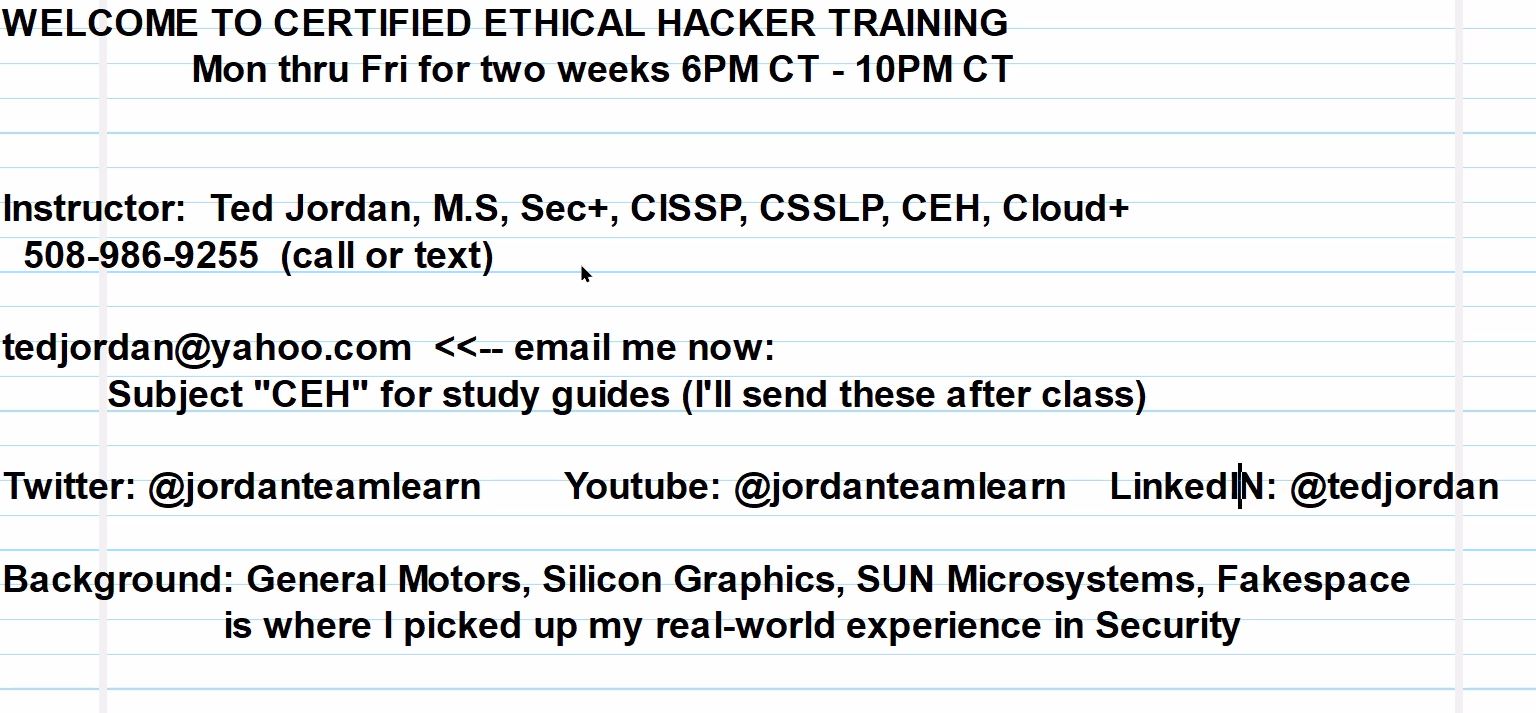 WELCOME TO CERTIFIED ETHICAL HACKER TRAINING
Mon thru Fri for two weeks 6PM CT - 10PM CT
Instructor: Ted Jordan, M.S, Sec+, CISSP, CSSLP, CEH, Cloud+
508-986-9255 (call or text)
tedjordan@yahoo.com <<-- email me now:
Subject "CEH" for study guides (I'll send these after class)
Twitter: @jordanteamlearn Youtube: @jordanteamlearn LinkedIN: @tedjordan
Background: General Motors, Silicon Graphics, SUN Microsystems, Fakespace
is where I picked up my real-world experience in Security